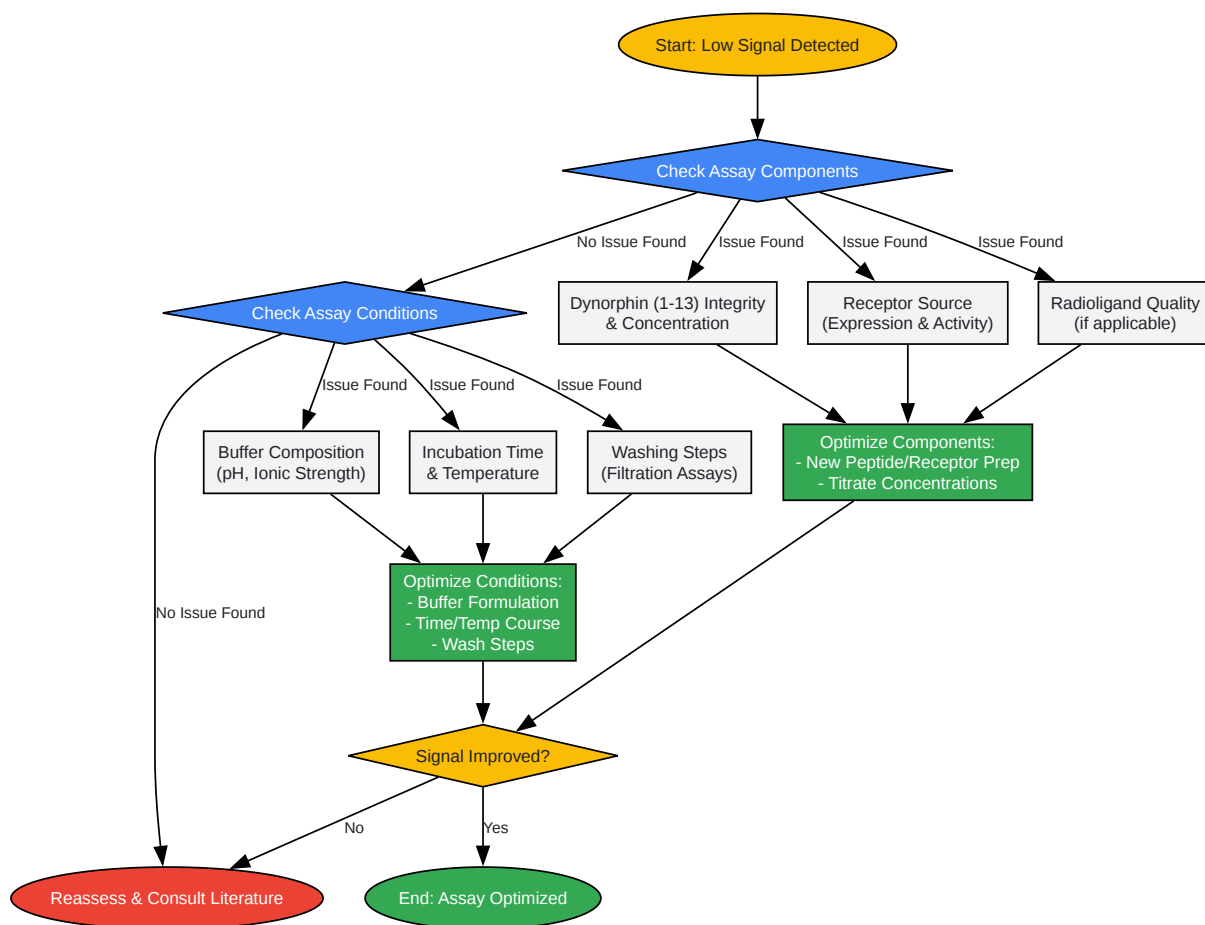 Start: Low Signal Detected
Check Assay Components
No Issue Found
Issue Found
Issue Found
Issue Found
Check Assay Conditions
Dynorphin (1-13) Integrity
& Concentration
Receptor Source
(Expression & Activity)
Radioligand Quality
(if applicable)
Issue Found
Issue Found
Issue Found
Buffer Composition
(pH, Ionic Strength)
Incubation Time
& Temperature
Washing Steps
(Filtration Assays)
Optimize Components:
- New Peptide/Receptor Prep
- Titrate Concentrations
No Issue Found
Optimize Conditions:
- Buffer Formulation
- Time/Temp Course
- Wash Steps
Signal Improved?
No
Yes
Reassess & Consult Literature
End: Assay Optimized